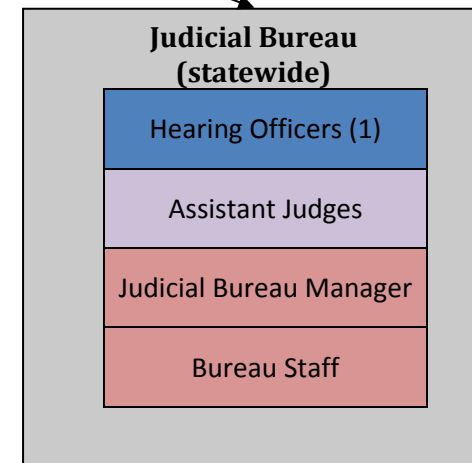 Judicial Bureau
(statewide)
Hearing Officers (1)
Assistant Judges
Judicial Bureau Manager
Bureau Staff